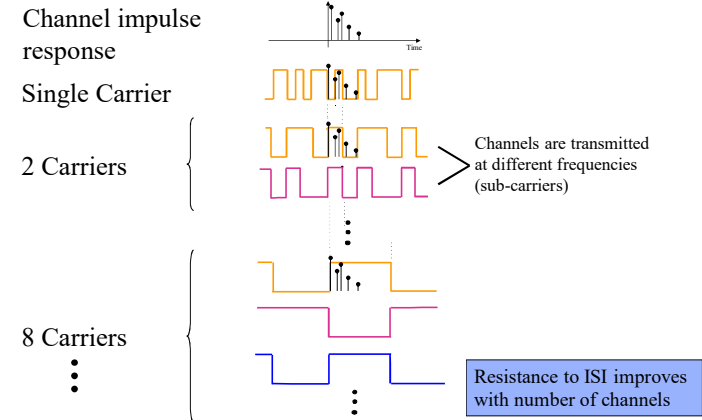 Channel impulse
response
Time
Single Carrier
2 Carriers
Channels are transmitted
at different frequencies
(sub-carriers)
8 Carriers
Resistance to ISI improves
with number of channels